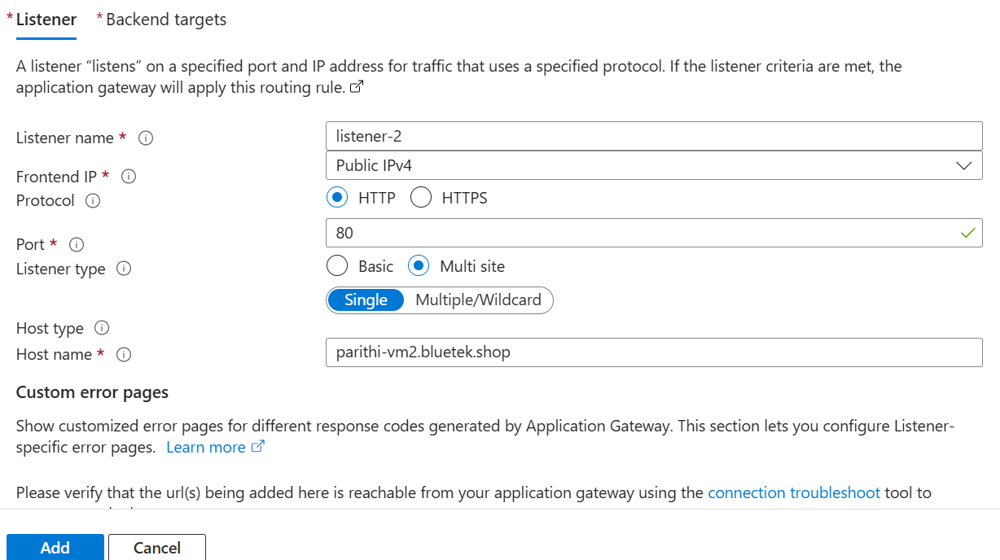 * Listener * Backend targets
A listener “listens” on a specified port and IP address for traffic that uses a specified protocol. If the listener criteria are met, the
application gateway will apply this routing rule.
Listener name * listener-2
Frontend IP * Public IPv4
Protocol HTTP HTTPS
Port * 80
Listener type Basic Multi site
Single Multiple/Wildcard
Host type
Host name * parithi-vm2.bluetek.shop
Custom error pages
Show customized error pages for different response codes generated by Application Gateway. This section lets you configure Listener-
specific error pages. Learn more
Please verify that the url(s) being added here is reachable from your application gateway using the connection troubleshoot tool to
Add Cancel